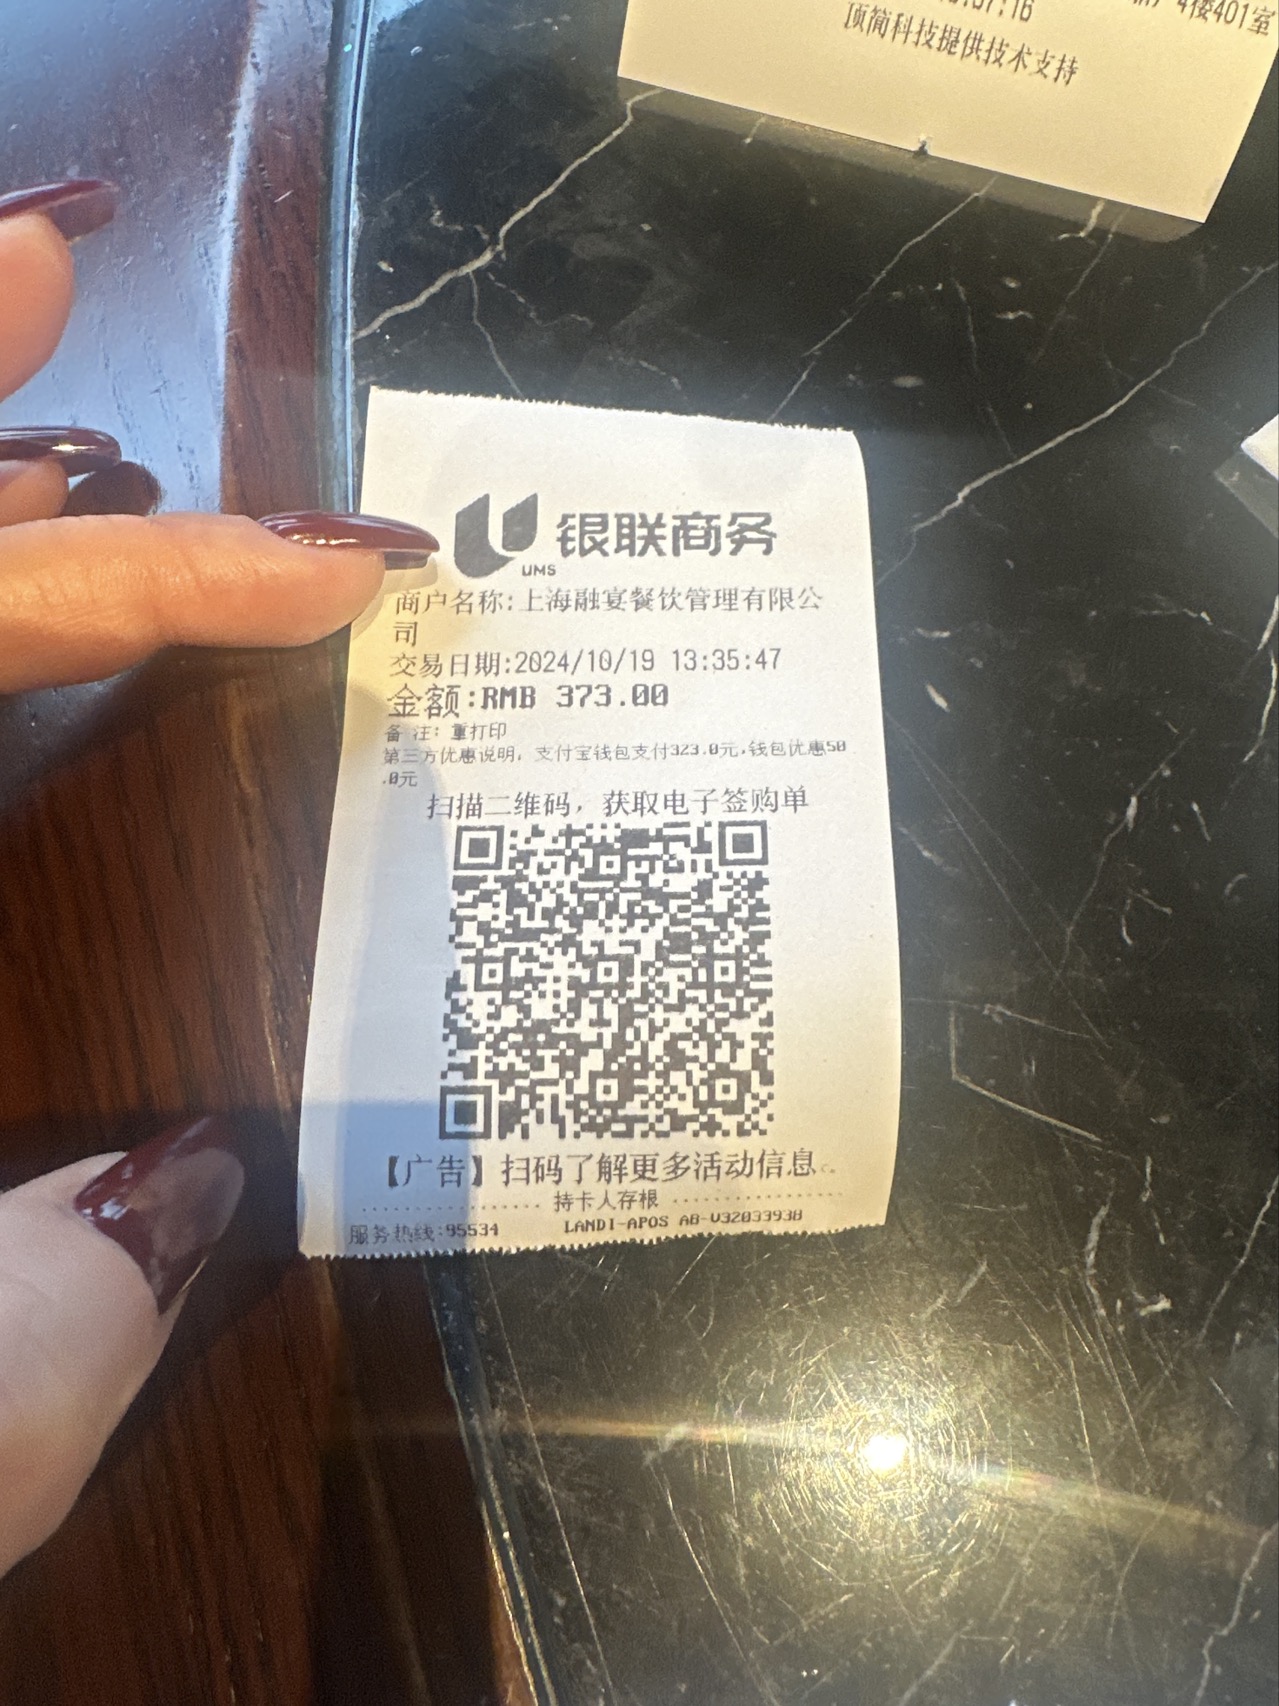 4楼401室
顶简科技提供技术支持
银联商务
UMS
商户名称:上海融宴餐饮管理有限公
司
交易日期:2024/10/19 13:35:47
金额:RMB 373.00
备 注: 重打印
第三方优惠说明, 支付宝钱包支付323.0元,钱包优惠50
.0元
扫描二维码, 获取电子签购单
【广告】扫码了解更多活动信息。
持卡人存根
服务热线:95534 LANDI-APOS A8-V32033938